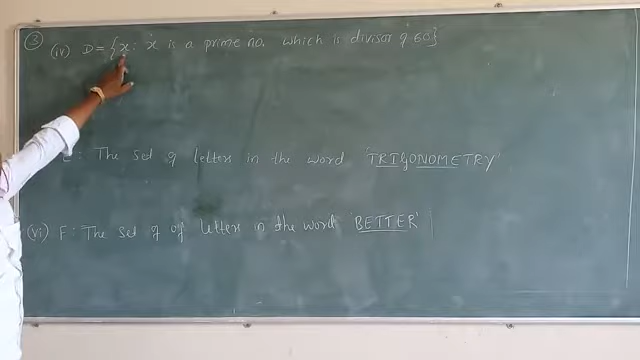 ③ (iv) D = {x : x is a prime no. which is divisor of 60}
E : The set of letters in the word 'TRIGONOMETRY'
(vi) F : The set of of letters in the word 'BETTER'